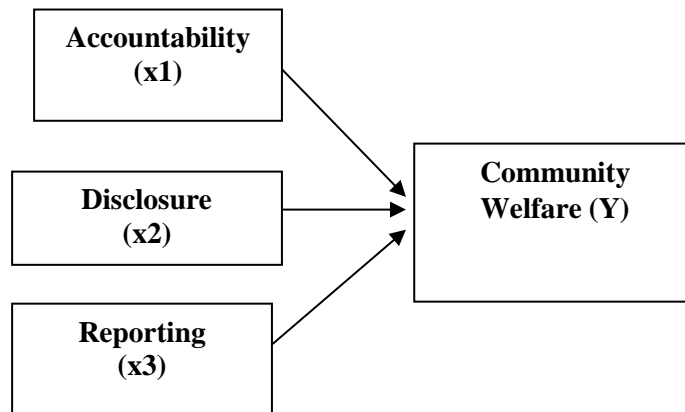 Accountability
(x1)
Disclosure
(x2)
Reporting
(x3)
Community
Welfare (Y)